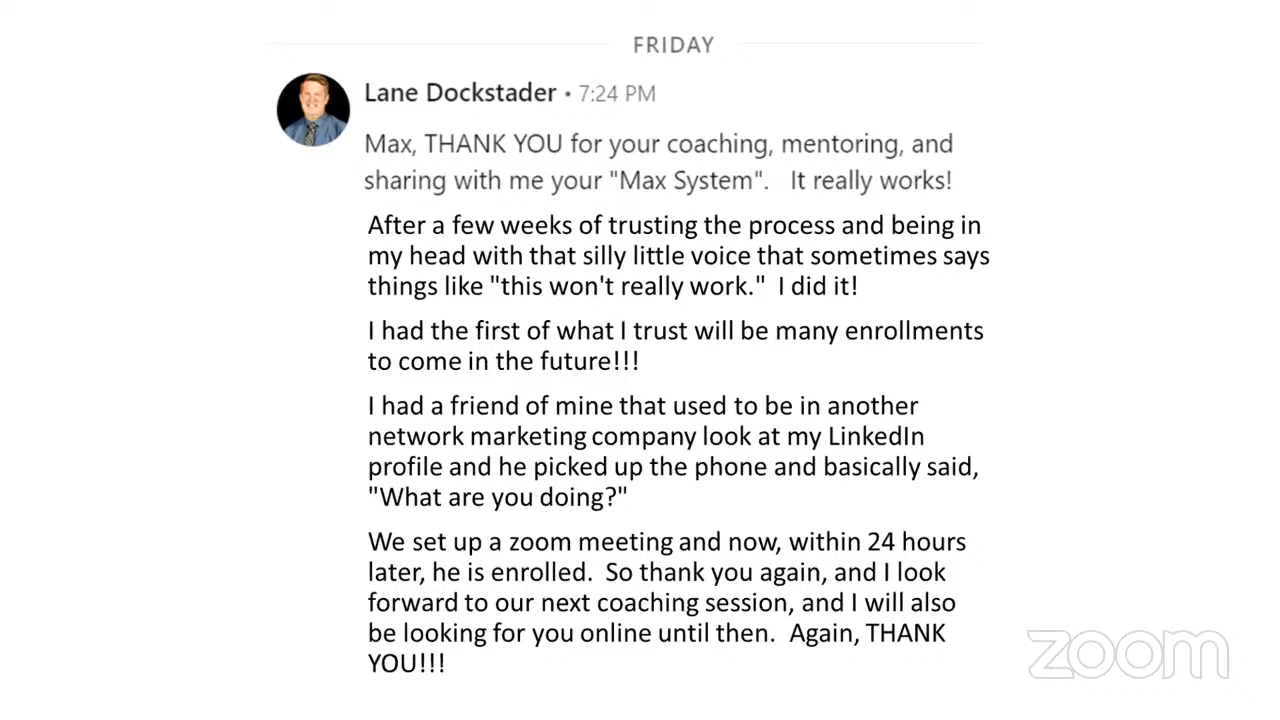 FRIDAY
Lane Dockstader • 7:24 PM
Max, THANK YOU for your coaching, mentoring, and
sharing with me your "Max System".   It really works!
After a few weeks of trusting the process and being in
my head with that silly little voice that sometimes says
things like "this won't really work."  I did it!
I had the first of what I trust will be many enrollments
to come in the future!!!
I had a friend of mine that used to be in another
network marketing company look at my LinkedIn
profile and he picked up the phone and basically said,
"What are you doing?"
We set up a zoom meeting and now, within 24 hours
later, he is enrolled.  So thank you again, and I look
forward to our next coaching session, and I will also
be looking for you online until then.  Again, THANK
YOU!!!
zoom